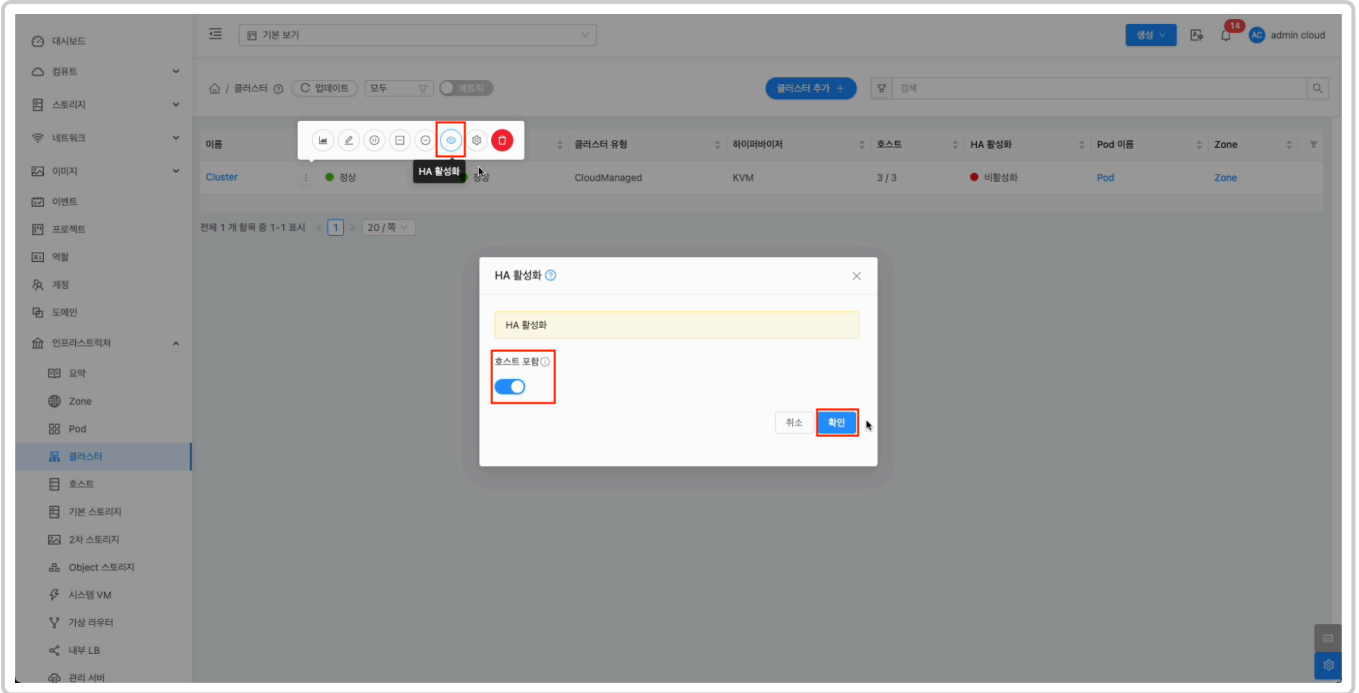 대시보드
기본 보기
생성
14
AC
admin cloud
컴퓨트
/ 클러스터
업데이트
모두
메트릭
클러스터 추가 +
검색
스토리지
네트워크
이미지
이벤트
프로젝트
역할
계정
도메인
인프라스트럭쳐
요약
Zone
Pod
클러스터
호스트
기본 스토리지
2차 스토리지
Object 스토리지
시스템 VM
가상 라우터
내부 LB
관리 서버
이름
클러스터 유형
하이퍼바이저
호스트
HA 활성화
Pod 이름
Zone
HA 활성화
Cluster
정상
정상
CloudManaged
KVM
3 / 3
비활성화
Pod
Zone
전체 1 개 항목 중 1-1 표시 < 1 > 20 / 쪽
HA 활성화
HA 활성화
호스트 포함
취소
확인